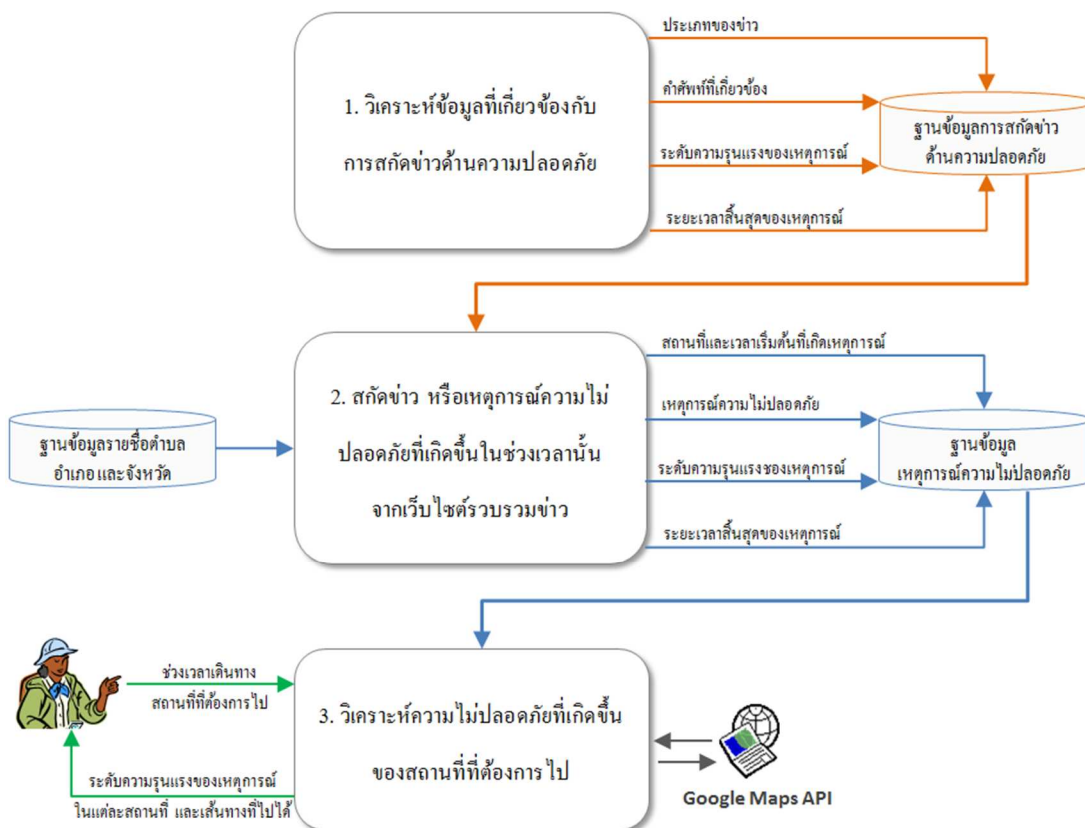 ประเภทของข่าว
1. วิเคราะห์ข้อมูลที่เกี่ยวข้องกับ
การสกัดข่าวด้านความปลอดภัย
คำศัพท์ที่เกี่ยวข้อง
ระดับความรุนแรงของเหตุการณ์
ระยะเวลาสิ้นสุดของเหตุการณ์
ฐานข้อมูลการสกัดข่าว
ด้านความปลอดภัย
ฐานข้อมูลรายชื่อตำบล
อำเภอและจังหวัด
2. สกัดข่าว หรือเหตุการณ์ความไม่
ปลอดภัยที่เกิดขึ้นในช่วงเวลานั้น
จากเว็บไซต์รวบรวมข่าว
สถานที่และเวลาเริ่มต้นที่เกิดเหตุการณ์
เหตุการณ์ความไม่ปลอดภัย
ระดับความรุนแรงของเหตุการณ์
ระยะเวลาสิ้นสุดของเหตุการณ์
ฐานข้อมูล
เหตุการณ์ความไม่ปลอดภัย
ช่วงเวลาเดินทาง
สถานที่ที่ต้องการไป
ระดับความรุนแรงของเหตุการณ์
ในแต่ละสถานที่ และเส้นทางที่ไปได้
3. วิเคราะห์ความไม่ปลอดภัยที่เกิดขึ้น
ของสถานที่ที่ต้องการไป
Google Maps API